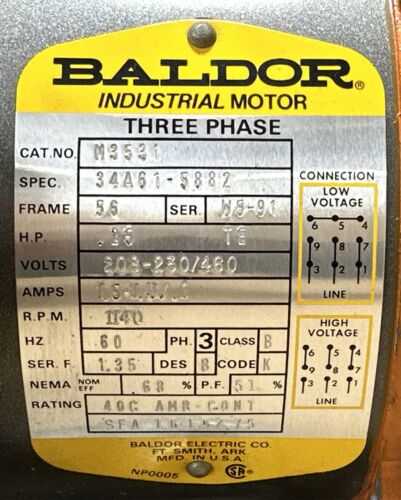 BALDOR®
INDUSTRIAL MOTOR
THREE PHASE
CAT.NO. M3531
SPEC. 34A61-5882
FRAME 56 SER. W5-91
H.P. .25 TE
VOLTS 208-230/460
AMPS
R.P.M. 1140
HZ 60 PH. 3 CLASS B
SER. F. 1.35 DES B CODE K
NEMA NOM EFF .68 % P.F. 51 %
RATING 40C AMB-CONT
SFA
BALDOR ELECTRIC CO.
FT. SMITH, ARK.
MFD. IN U.S.A.
NP0005 SA®
CONNECTION
LOW
VOLTAGE
6 5 4
9 8 7
3 2 1
LINE
HIGH
VOLTAGE
6 5 4
9 8 7
3 2 1
LINE